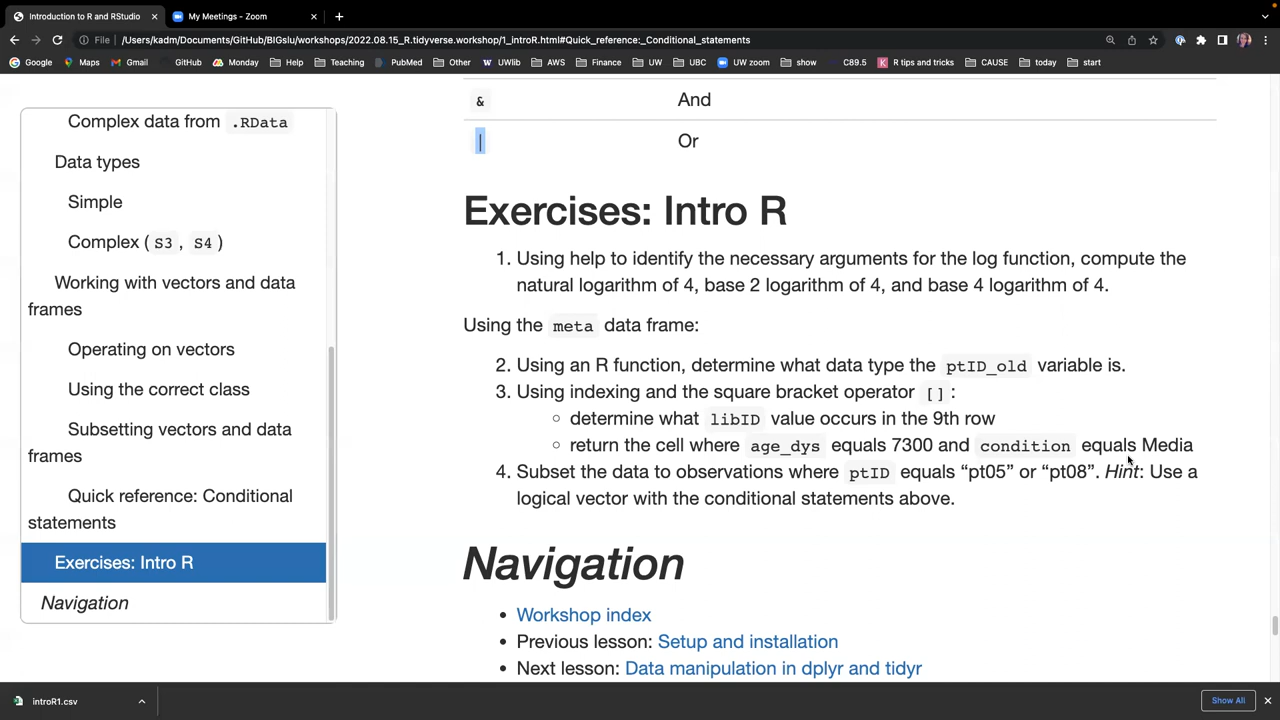 Introduction to R and RStudio
My Meetings - Zoom
File
/Users/kadm/Documents/GitHub/BIGslu/workshops/2022.08.15_R.tidyverse.workshop/1_introR.html#Quick_reference:_Conditional_statements
Google Maps Gmail GitHub Monday Help Teaching PubMed Other UWlib AWS Finance UW UBC UW zoom show C89.5 R tips and tricks CAUSE today start
Complex data from .RData
Data types
Simple
Complex ( S3 , S4 )
Working with vectors and data
frames
Operating on vectors
Using the correct class
Subsetting vectors and data
frames
Quick reference: Conditional
statements
Exercises: Intro R
Navigation
& And
| Or
Exercises: Intro R
1. Using help to identify the necessary arguments for the log function, compute the
natural logarithm of 4, base 2 logarithm of 4, and base 4 logarithm of 4.
Using the meta data frame:
2. Using an R function, determine what data type the ptID_old variable is.
3. Using indexing and the square bracket operator [] :
determine what libID value occurs in the 9th row
return the cell where age_dys equals 7300 and condition equals Media
4. Subset the data to observations where ptID equals “pt05” or “pt08”. Hint: Use a
logical vector with the conditional statements above.
Navigation
• Workshop index
• Previous lesson: Setup and installation
• Next lesson: Data manipulation in dplyr and tidyr
introR1.csv
Show All